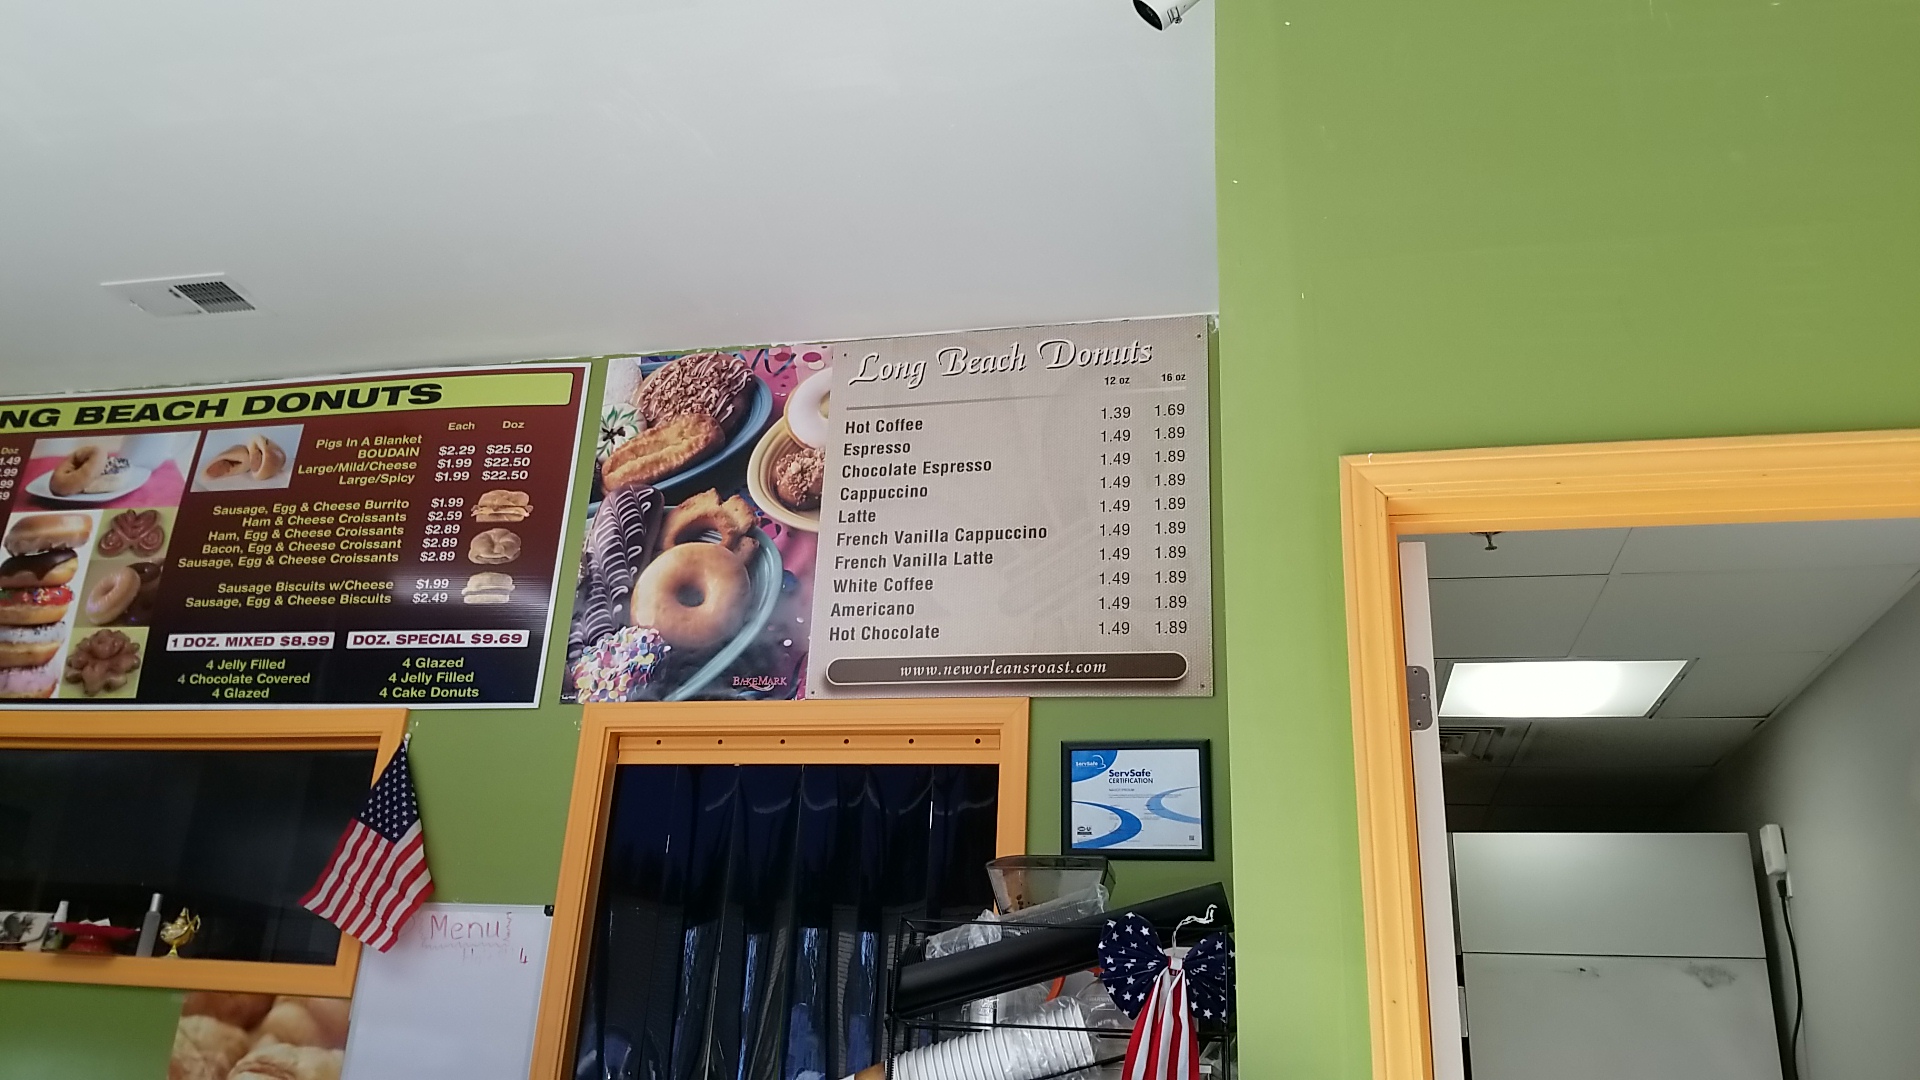 NG BEACH DONUTS
Doz
1.49
.99
.99
.69
Each Doz
Pigs In A Blanket
BOUDAIN $2.29 $25.50
Large/Mild/Cheese $1.99 $22.50
Large/Spicy $1.99 $22.50
Sausage, Egg & Cheese Burrito $1.99
Ham & Cheese Croissants $2.59
Ham, Egg & Cheese Croissants $2.89
Bacon, Egg & Cheese Croissant $2.89
Sausage, Egg & Cheese Croissants $2.89
Sausage Biscuits w/Cheese $1.99
Sausage, Egg & Cheese Biscuits $2.49
1 DOZ. MIXED $8.99
4 Jelly Filled
4 Chocolate Covered
4 Glazed
DOZ. SPECIAL $9.69
4 Glazed
4 Jelly Filled
4 Cake Donuts
BAKEMARK
Long Beach Donuts
12 oz 16 oz
Hot Coffee 1.39 1.69
Espresso 1.49 1.89
Chocolate Espresso 1.49 1.89
Cappuccino 1.49 1.89
Latte 1.49 1.89
French Vanilla Cappuccino 1.49 1.89
French Vanilla Latte 1.49 1.89
White Coffee 1.49 1.89
Americano 1.49 1.89
Hot Chocolate 1.49 1.89
www.neworleansroast.com
ServSafe
ServSafe
CERTIFICATION
Menu